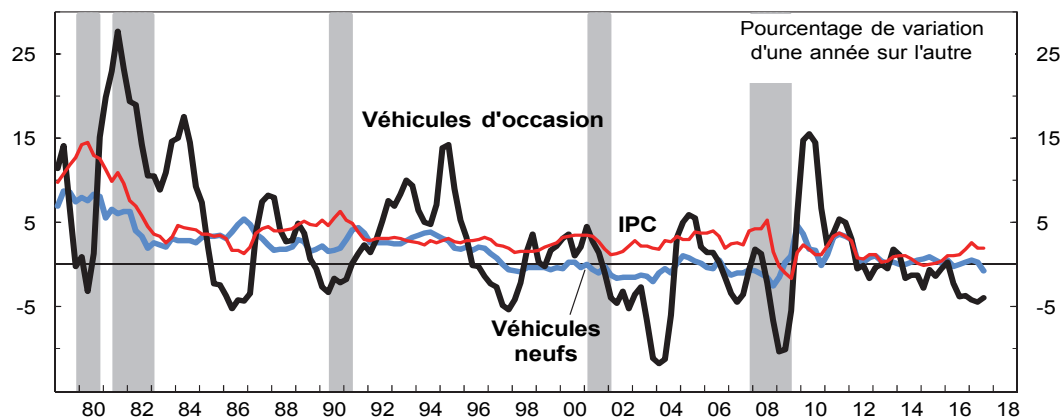 Pourcentage de variation
d'une année sur l'autre
25
25
Véhicules d'occasion
15
15
IPC
5
5
-5
-5
Véhicules
neufs
80 82 84 86 88 90 92 94 96 98 00 02 04 06 08 10 12 14 16 18